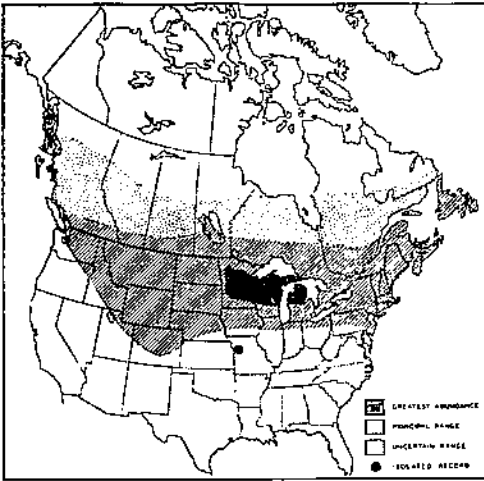 GREATEST ABUNDANCE
PRINCIPAL RANGE
UNCERTAIN RANGE
ISOLATED RECORD